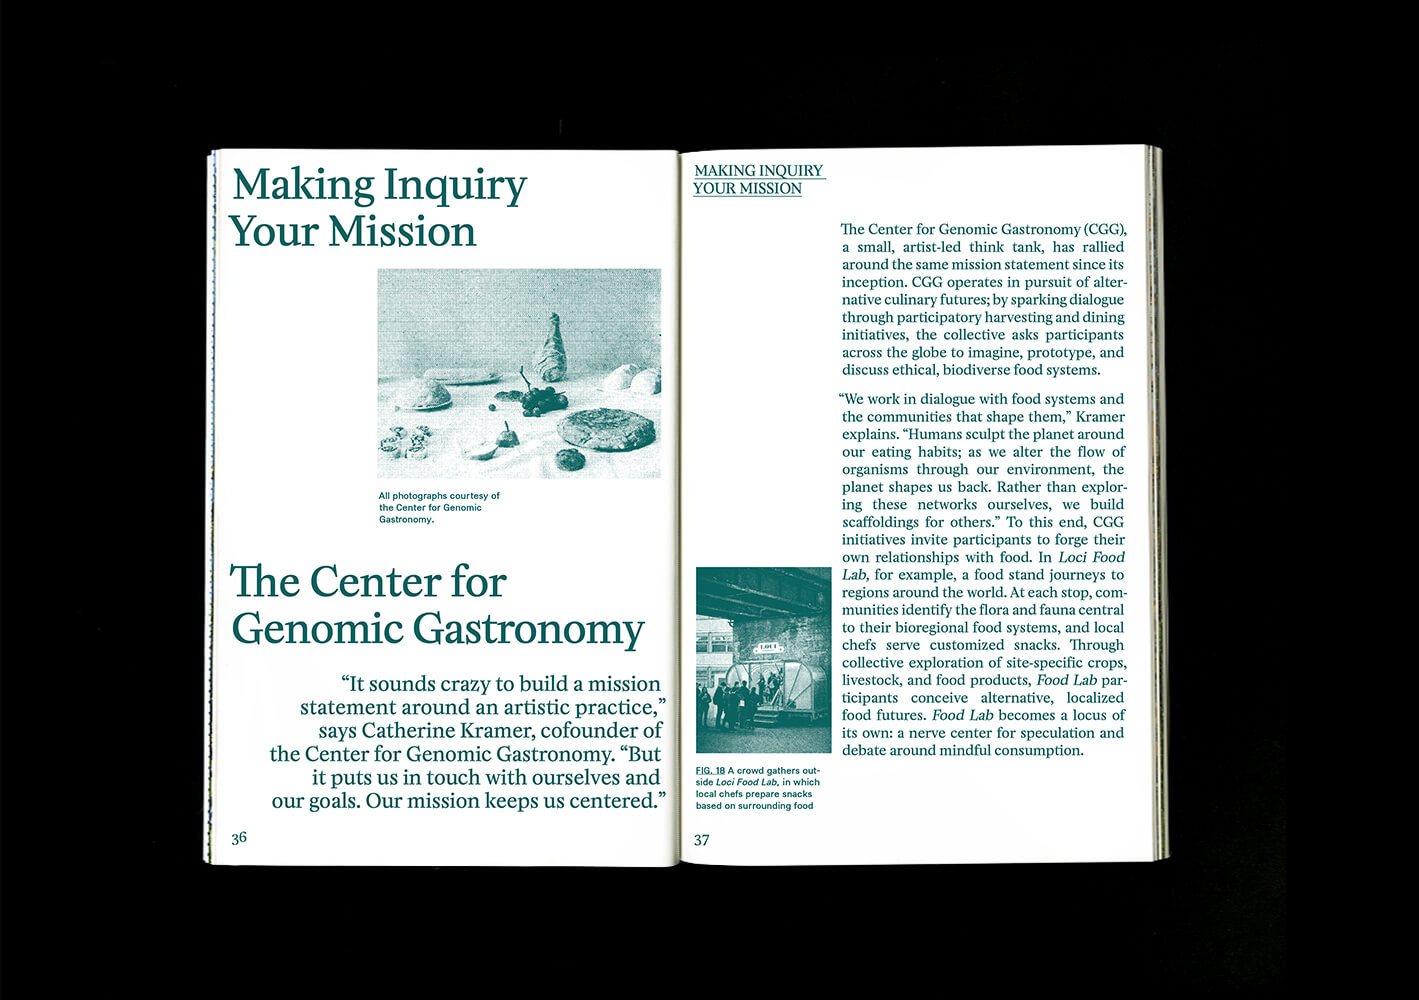 Making Inquiry
Your Mission
All photographs courtesy of
the Center for Genomic
Gastronomy.
The Center for
Genomic Gastronomy
“It sounds crazy to build a mission
statement around an artistic practice,”
says Catherine Kramer, cofounder of
the Center for Genomic Gastronomy. “But
it puts us in touch with ourselves and
our goals. Our mission keeps us centered.”
36
MAKING INQUIRY
YOUR MISSION
The Center for Genomic Gastronomy (CGG),
a small, artist-led think tank, has rallied
around the same mission statement since its
inception. CGG operates in pursuit of alter-
native culinary futures; by sparking dialogue
through participatory harvesting and dining
initiatives, the collective asks participants
across the globe to imagine, prototype, and
discuss ethical, biodiverse food systems.
“We work in dialogue with food systems and
the communities that shape them,” Kramer
explains. “Humans sculpt the planet around
our eating habits; as we alter the flow of
organisms through our environment, the
planet shapes us back. Rather than explor-
ing these networks ourselves, we build
scaffoldings for others.” To this end, CGG
initiatives invite participants to forge their
own relationships with food. In Loci Food
Lab, for example, a food stand journeys to
regions around the world. At each stop, com-
munities identify the flora and fauna central
to their bioregional food systems, and local
chefs serve customized snacks. Through
collective exploration of site-specific crops,
livestock, and food products, Food Lab par-
ticipants conceive alternative, localized
food futures. Food Lab becomes a locus of
its own: a nerve center for speculation and
debate around mindful consumption.
LOCI
FIG. 18 A crowd gathers out-
side Loci Food Lab, in which
local chefs prepare snacks
based on surrounding food
37